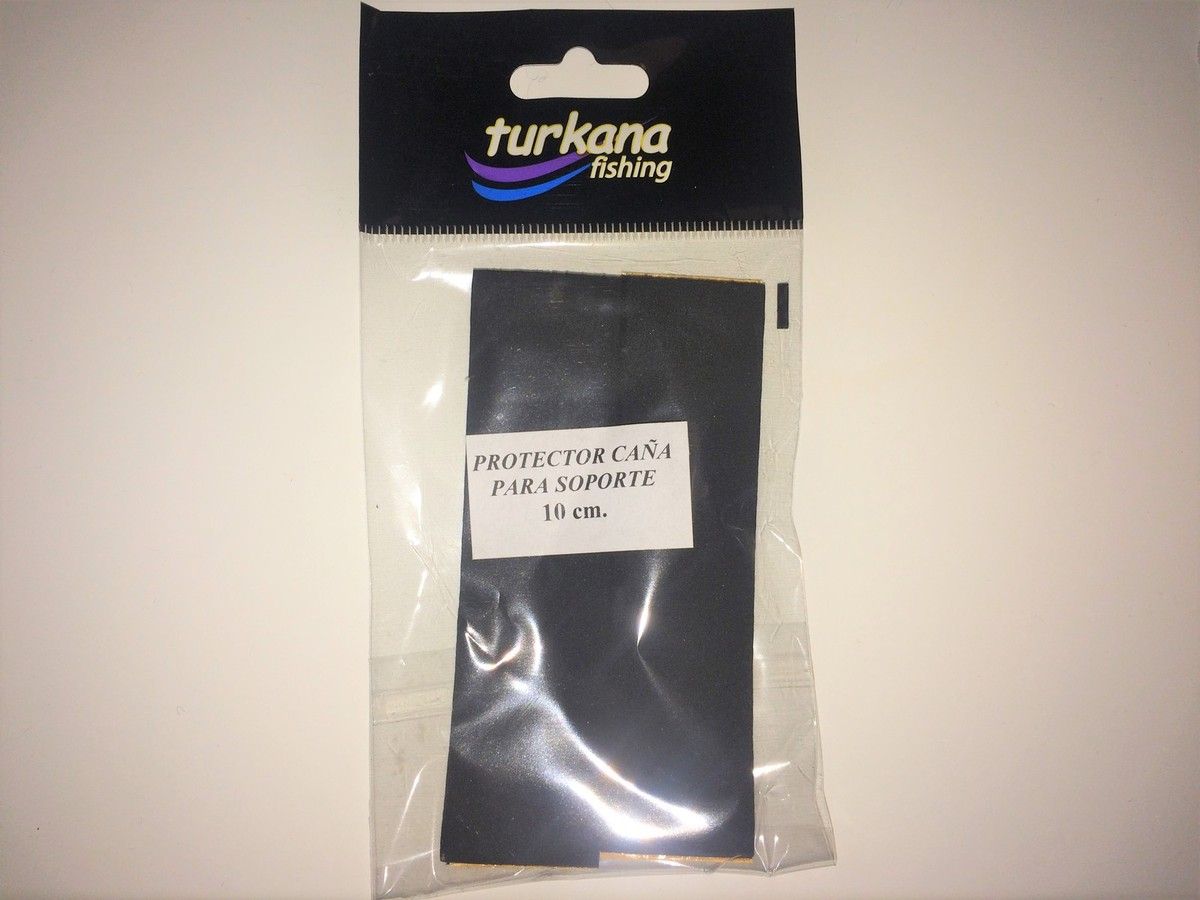 turkana
fishing
PROTECTOR CAÑA
PARA SOPORTE
10 cm.